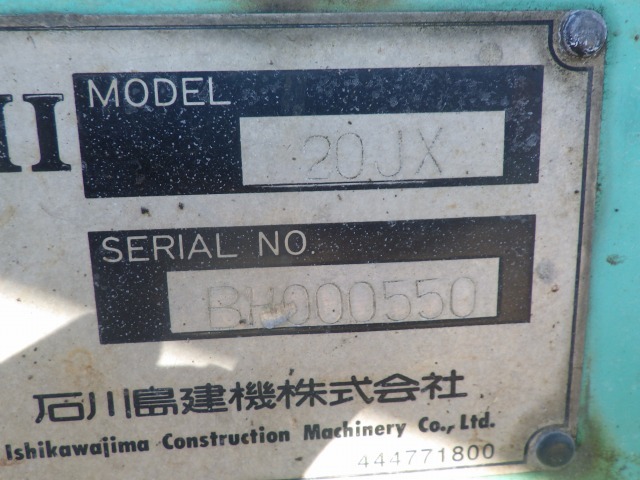 HI
MODEL
20JX
SERIAL NO.
BH000550
石川島建機株式会社
Ishikawajima Construction Machinery Co., Ltd.
444771800